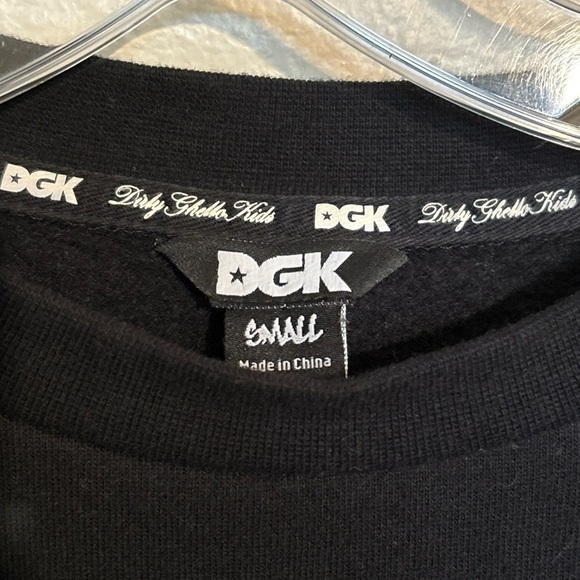 DGK Dirty Ghetto Kids DGK Dirty Ghetto Kids
DGK
SMALL
Made in China